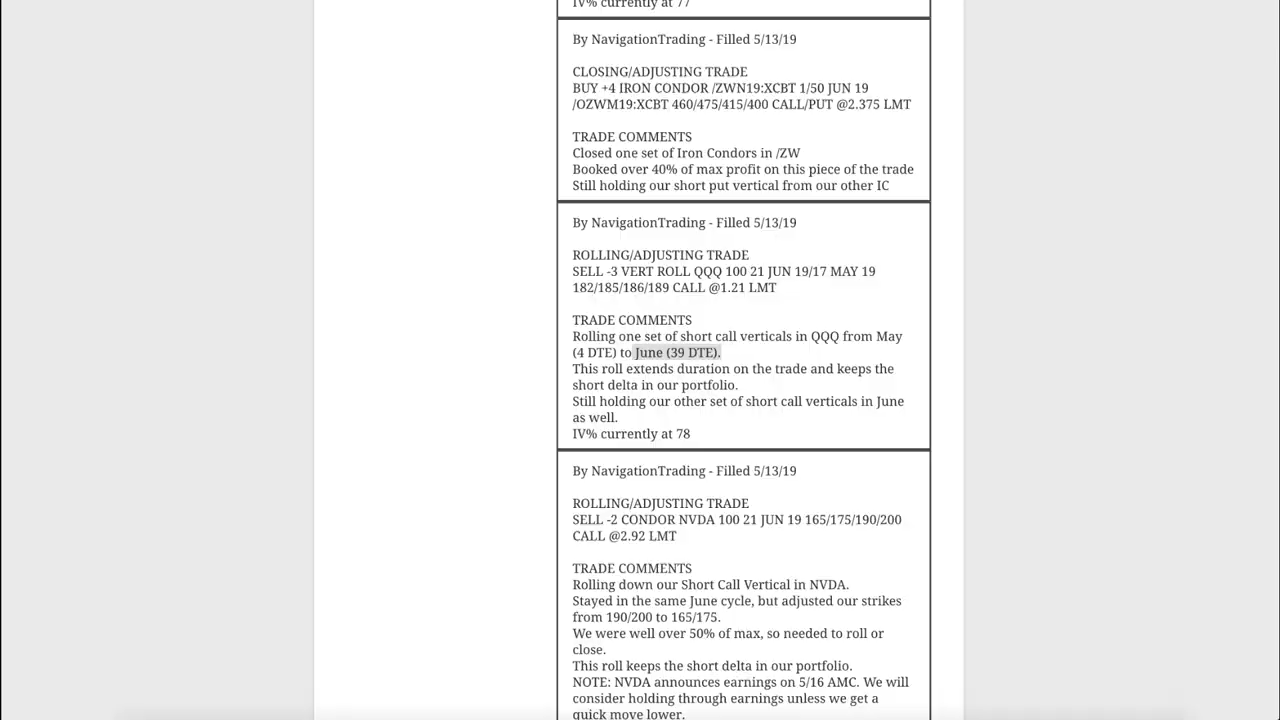 IV% currently at 77
By NavigationTrading - Filled 5/13/19
CLOSING/ADJUSTING TRADE
BUY +4 IRON CONDOR /ZWN19:XCBT 1/50 JUN 19
/OZWM19:XCBT 460/475/415/400 CALL/PUT @2.375 LMT
TRADE COMMENTS
Closed one set of Iron Condors in /ZW
Booked over 40% of max profit on this piece of the trade
Still holding our short put vertical from our other IC
By NavigationTrading - Filled 5/13/19
ROLLING/ADJUSTING TRADE
SELL -3 VERT ROLL QQQ 100 21 JUN 19/17 MAY 19
182/185/186/189 CALL @1.21 LMT
TRADE COMMENTS
Rolling one set of short call verticals in QQQ from May
(4 DTE) to June (39 DTE).
This roll extends duration on the trade and keeps the
short delta in our portfolio.
Still holding our other set of short call verticals in June
as well.
IV% currently at 78
By NavigationTrading - Filled 5/13/19
ROLLING/ADJUSTING TRADE
SELL -2 CONDOR NVDA 100 21 JUN 19 165/175/190/200
CALL @2.92 LMT
TRADE COMMENTS
Rolling down our Short Call Vertical in NVDA.
Stayed in the same June cycle, but adjusted our strikes
from 190/200 to 165/175.
We were well over 50% of max, so needed to roll or
close.
This roll keeps the short delta in our portfolio.
NOTE: NVDA announces earnings on 5/16 AMC. We will
consider holding through earnings unless we get a
quick move lower.